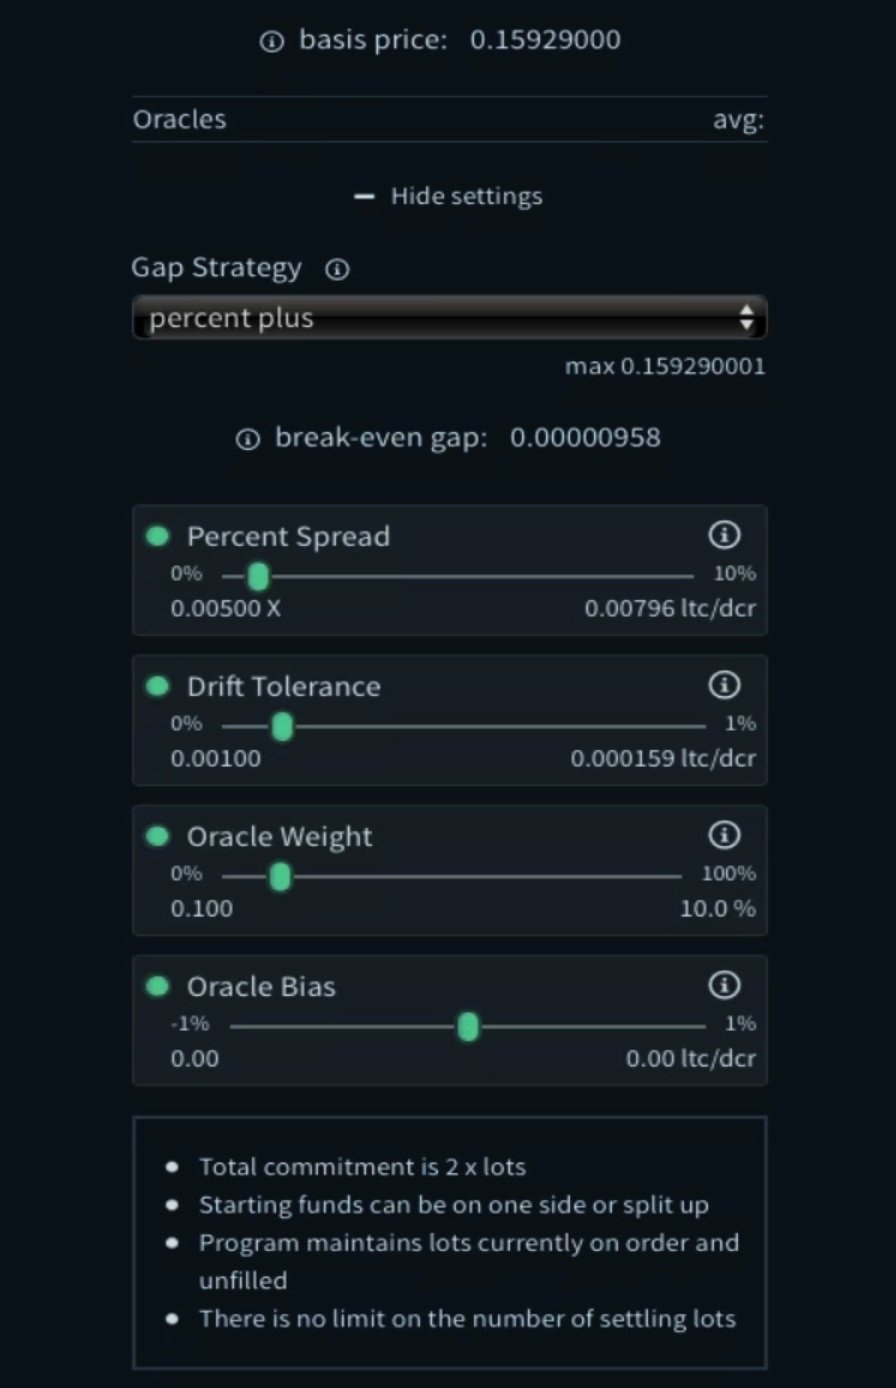 basis price: 0.15929000
Oracles avg:
Hide settings
Gap Strategy
percent plus
max 0.159290001
break-even gap: 0.00000958
Percent Spread
0% 10%
0.00500 X 0.00796 ltc/dcr
Drift Tolerance
0% 1%
0.00100 0.000159 ltc/dcr
Oracle Weight
0% 100%
0.100 10.0 %
Oracle Bias
-1% 1%
0.00 0.00 ltc/dcr
Total commitment is 2 x lots
Starting funds can be on one side or split up
Program maintains lots currently on order and
unfilled
There is no limit on the number of settling lots